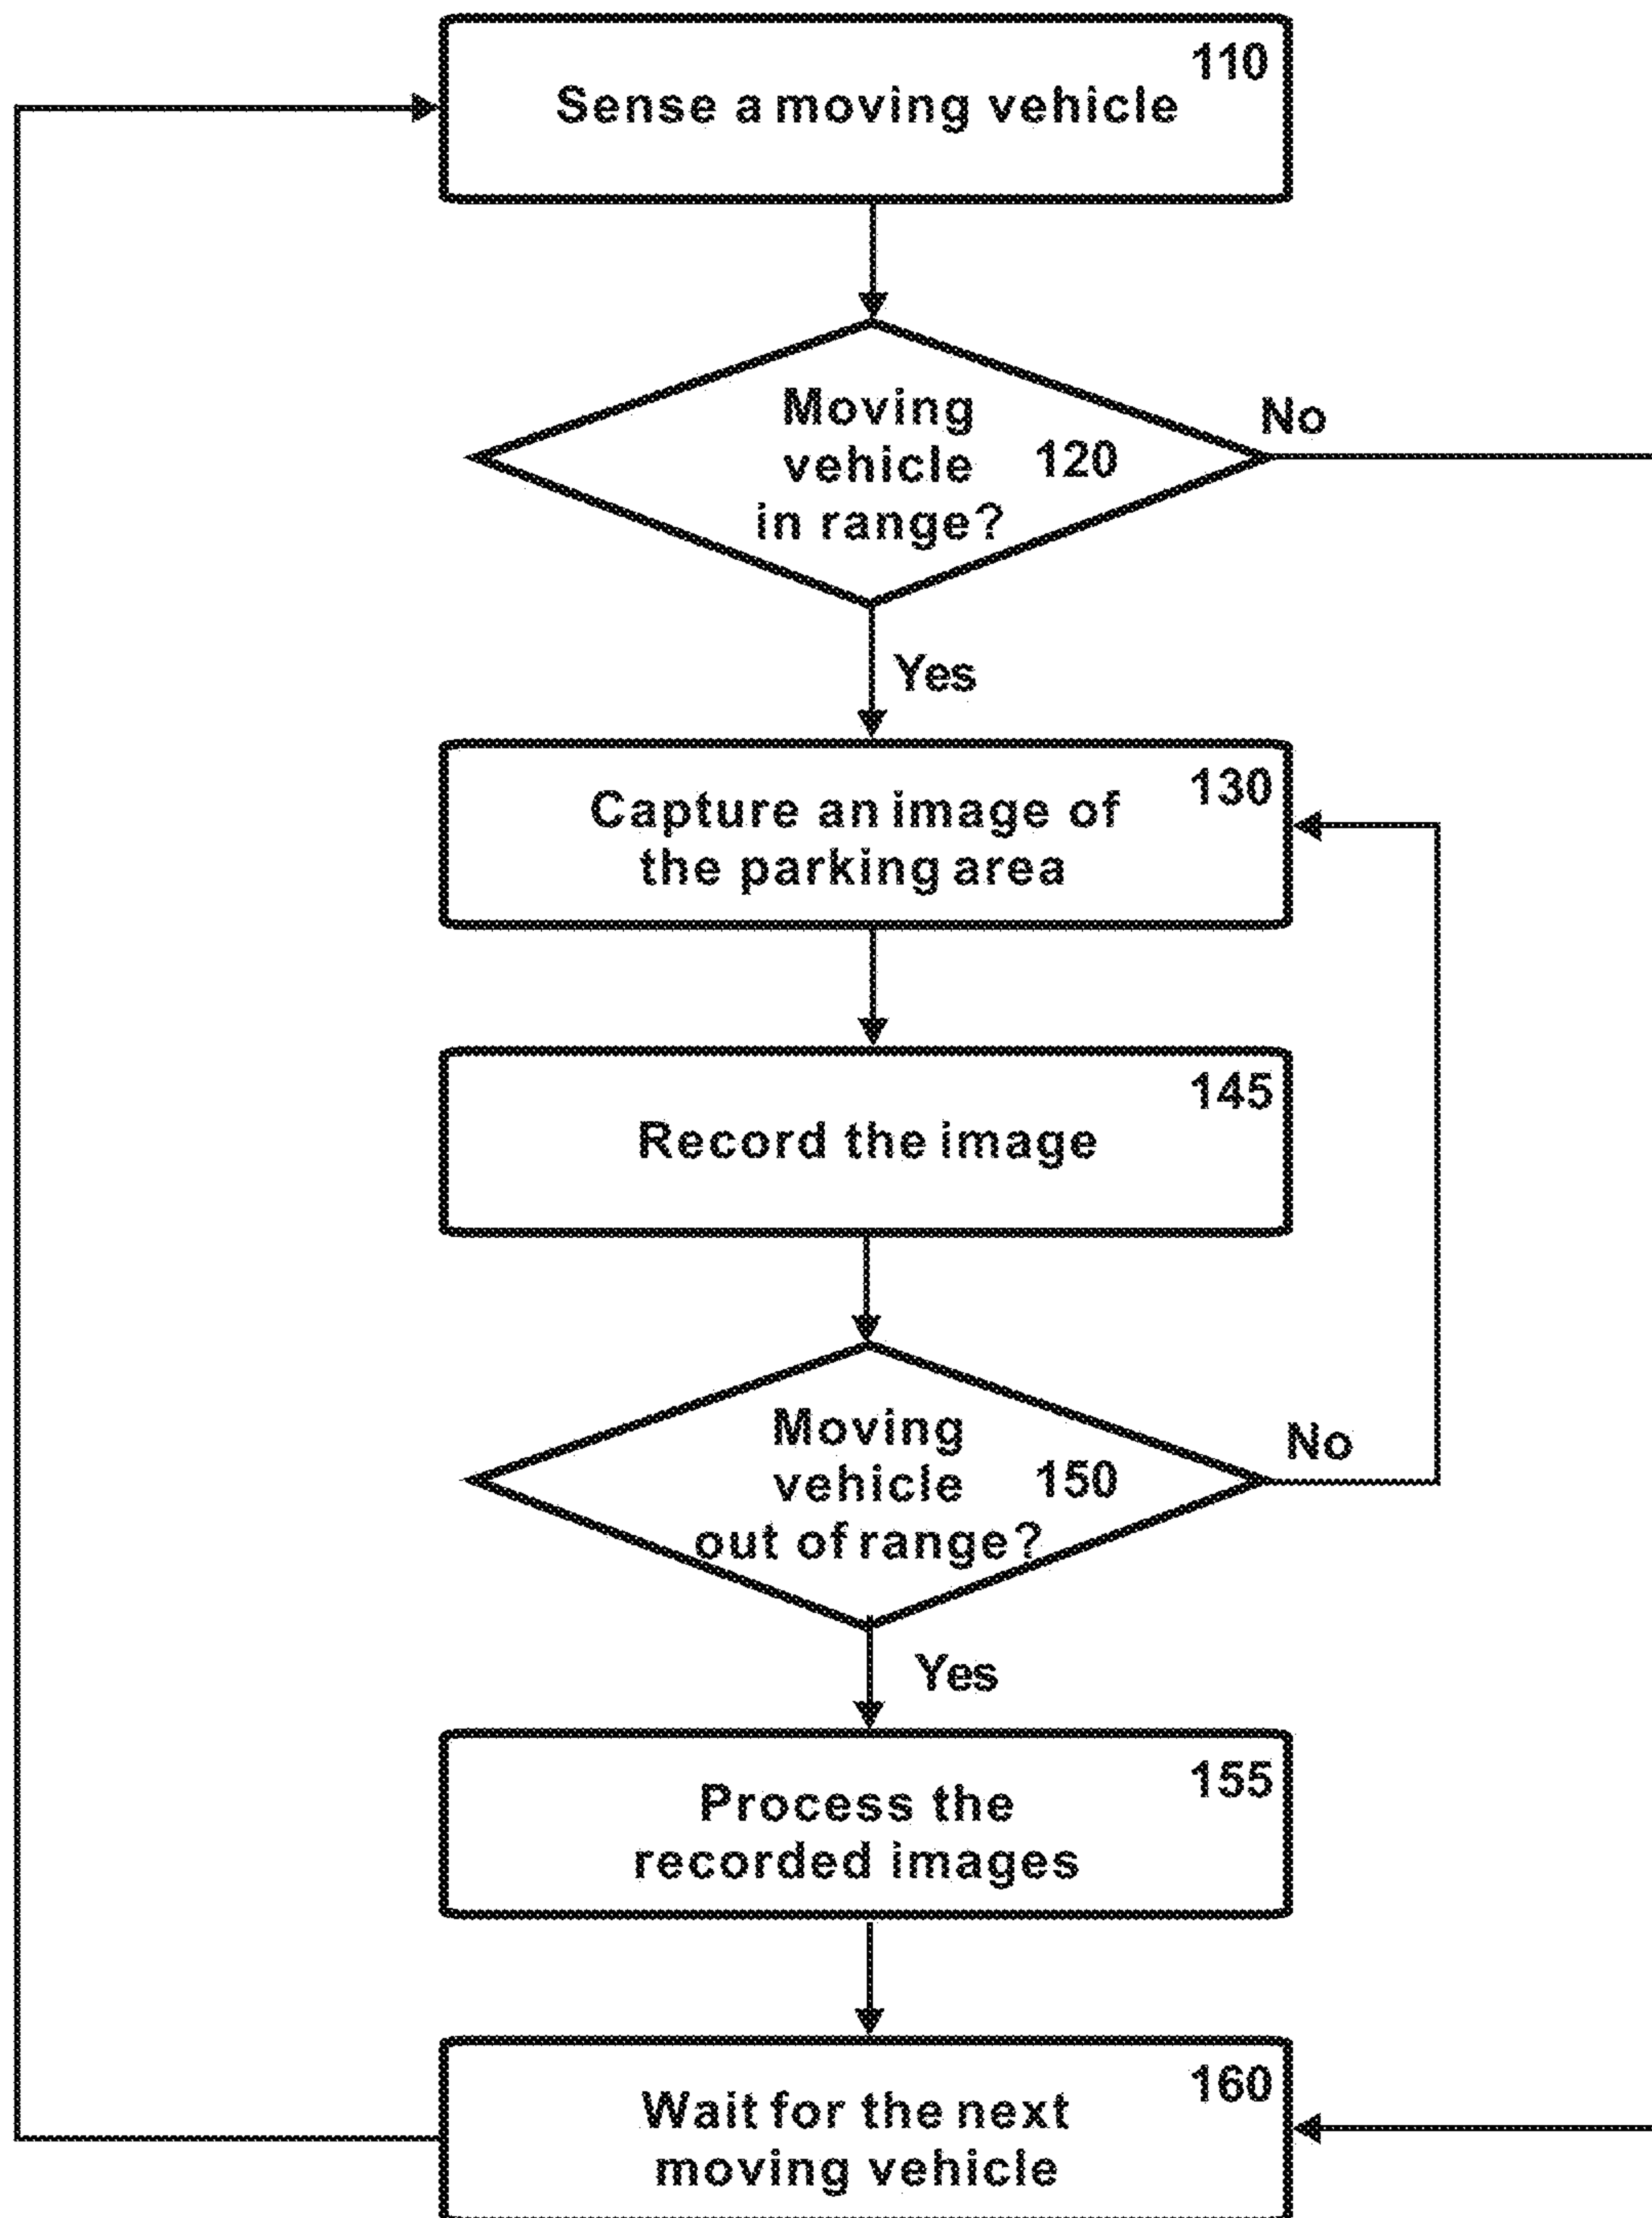 110
Sense a moving vehicle
Moving
vehicle 120
in range?
No
Yes
130
Capture an image of
the parking area
145
Record the image
Moving
vehicle 150
out of range?
No
Yes
155
Process the
recorded images
160
Wait for the next
moving vehicle